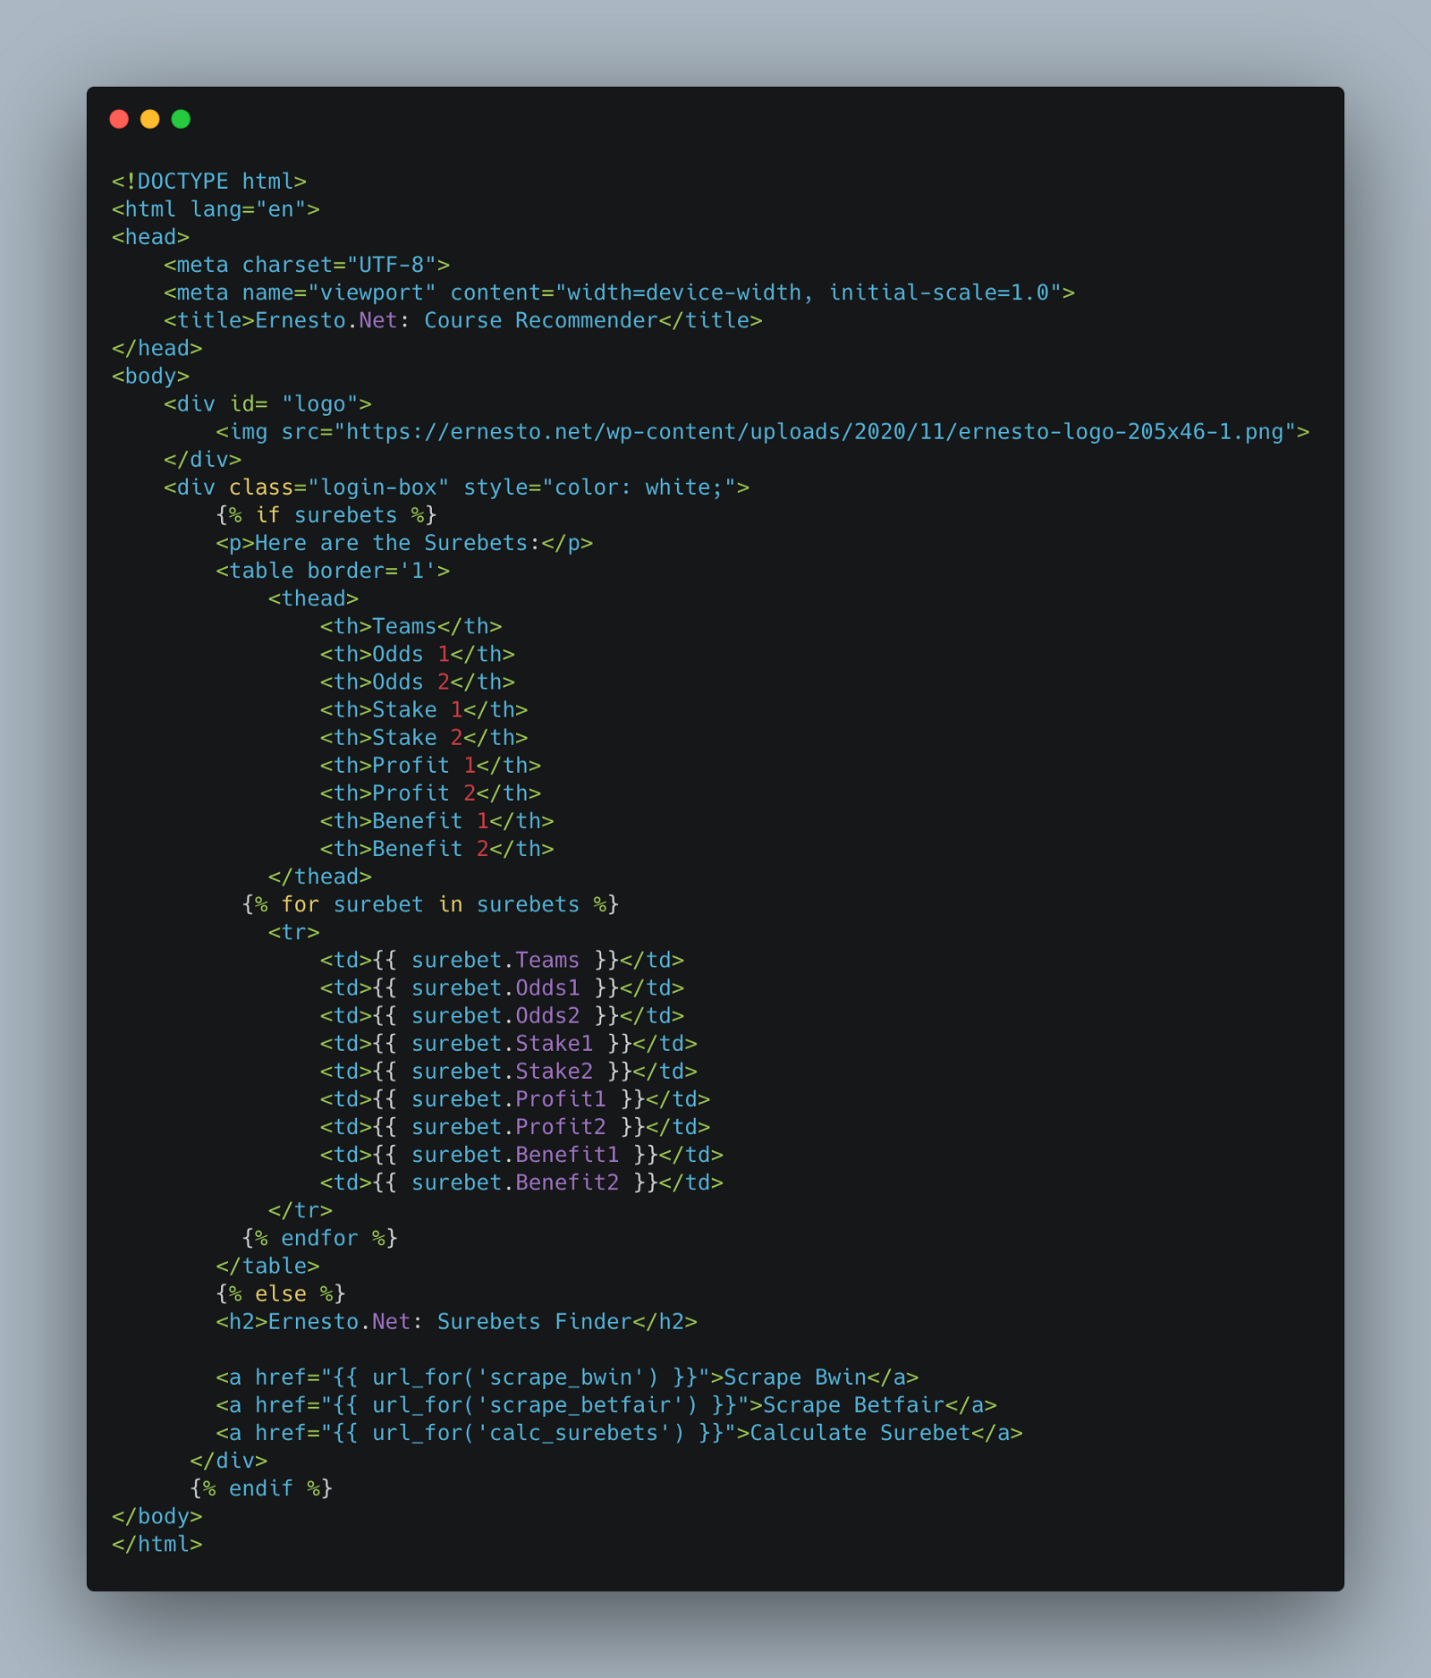 <!DOCTYPE html>
<html lang="en">
<head>
    <meta charset="UTF-8">
    <meta name="viewport" content="width=device-width, initial-scale=1.0">
    <title>Ernesto.Net: Course Recommender</title>
</head>
<body>
    <div id= "logo">
        <img src="https://ernesto.net/wp-content/uploads/2020/11/ernesto-logo-205x46-1.png">
    </div>
    <div class="login-box" style="color: white;">
        {% if surebets %}
        <p>Here are the Surebets:</p>
        <table border='1'>
            <thead>
                <th>Teams</th>
                <th>Odds 1</th>
                <th>Odds 2</th>
                <th>Stake 1</th>
                <th>Stake 2</th>
                <th>Profit 1</th>
                <th>Profit 2</th>
                <th>Benefit 1</th>
                <th>Benefit 2</th>
            </thead>
          {% for surebet in surebets %}
            <tr>
                <td>{{ surebet.Teams }}</td>
                <td>{{ surebet.Odds1 }}</td>
                <td>{{ surebet.Odds2 }}</td>
                <td>{{ surebet.Stake1 }}</td>
                <td>{{ surebet.Stake2 }}</td>
                <td>{{ surebet.Profit1 }}</td>
                <td>{{ surebet.Profit2 }}</td>
                <td>{{ surebet.Benefit1 }}</td>
                <td>{{ surebet.Benefit2 }}</td>
            </tr>
          {% endfor %}
        </table>
        {% else %}
        <h2>Ernesto.Net: Surebets Finder</h2>

        <a href="{{ url_for('scrape_bwin') }}">Scrape Bwin</a>
        <a href="{{ url_for('scrape_betfair') }}">Scrape Betfair</a>
        <a href="{{ url_for('calc_surebets') }}">Calculate Surebet</a>
      </div>
      {% endif %}
</body>
</html>